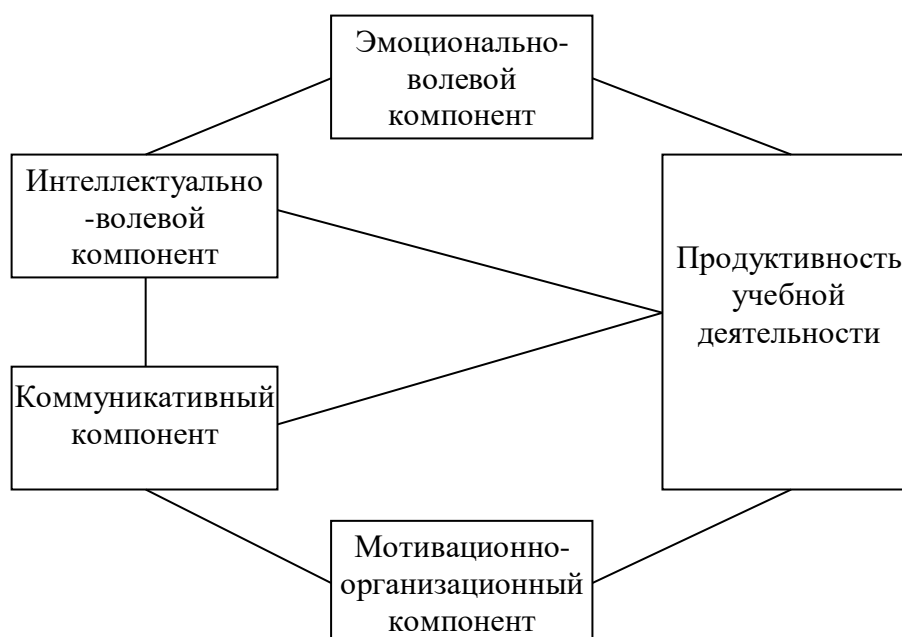 Эмоционально-
волевой
компонент
Интеллектуально
-волевой
компонент
Продуктивность
учебной
деятельности
Коммуникативный
компонент
Мотивационно-
организационный
компонент